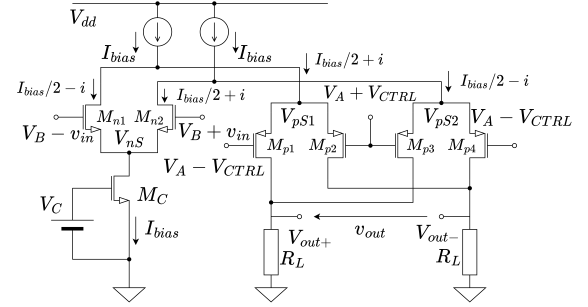 V_dd
I_bias
I_bias
I_bias/2 + i
I_bias/2 − i
I_bias/2 − i
I_bias/2 + i
V_A + V_CTRL
M_n1
M_n2
V_pS1
V_pS2
V_A − V_CTRL
V_B − v_in
V_nS
V_B + v_in
M_p1
M_p2
M_p3
M_p4
V_A − V_CTRL
M_C
V_C
I_bias
V_out+
v_out
V_out−
R_L
R_L